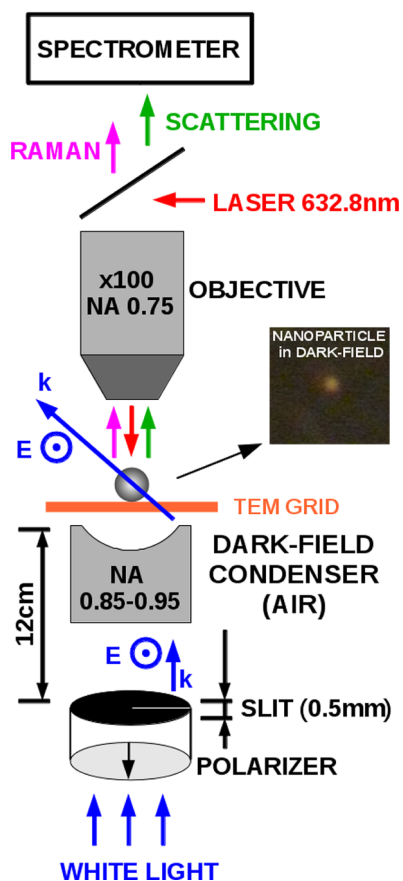 SPECTROMETER
SCATTERING
RAMAN
LASER 632.8nm
x100
NA 0.75
OBJECTIVE
NANOPARTICLE
in DARK-FIELD
k
E
TEM GRID
DARK-FIELD
CONDENSER
(AIR)
NA
0.85-0.95
12cm
E
k
SLIT (0.5mm)
POLARIZER
WHITE LIGHT